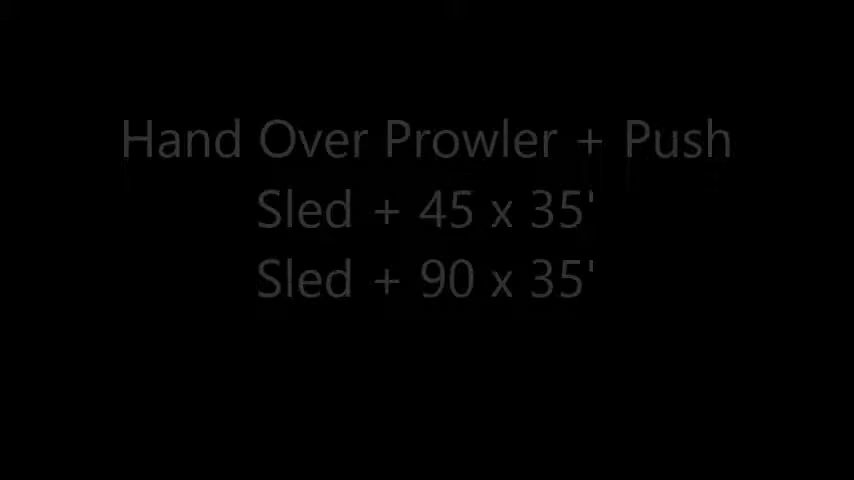 Hand Over Prowler + Push
Sled + 45 x 35'
Sled + 90 x 35'